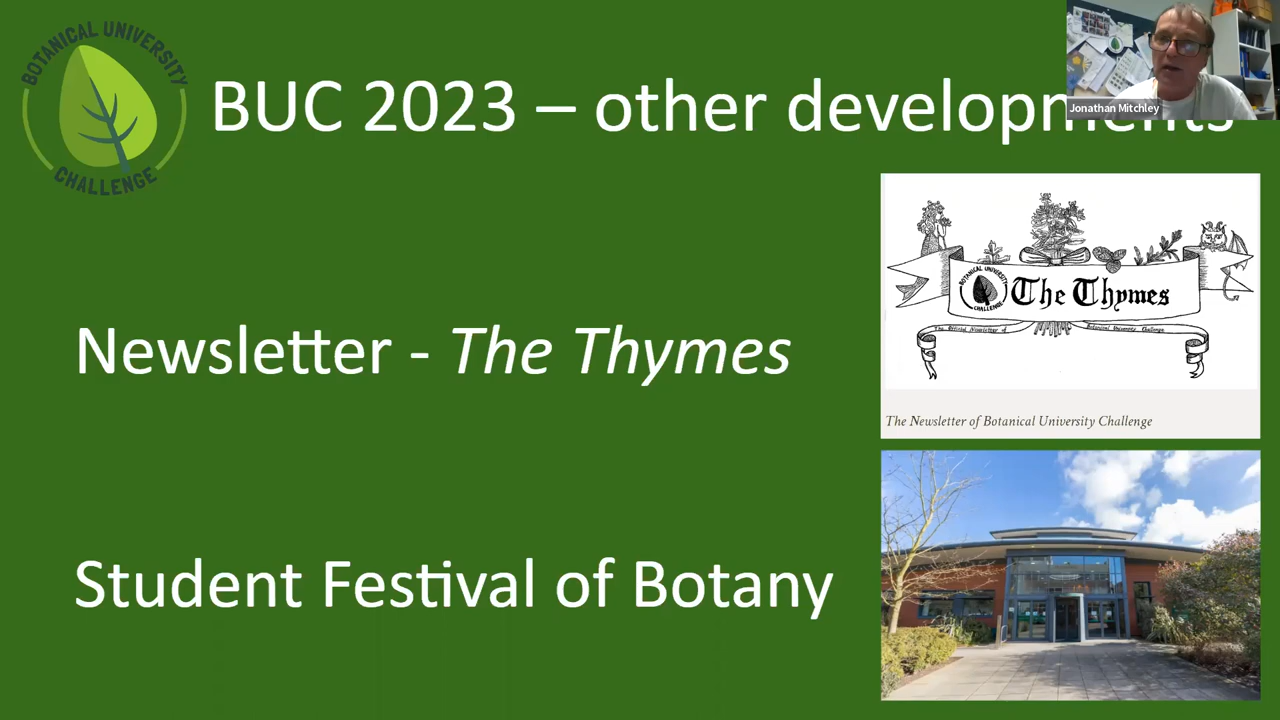 BOTANICAL UNIVERSITY
CHALLENGE
BUC 2023 – other developments
Jonathan Mitchley
BOTANICAL UNIVERSITY
CHALLENGE
The Thymes
The Official Newsletter of Botanical University Challenge
Newsletter - The Thymes
The Newsletter of Botanical University Challenge
Student Festival of Botany